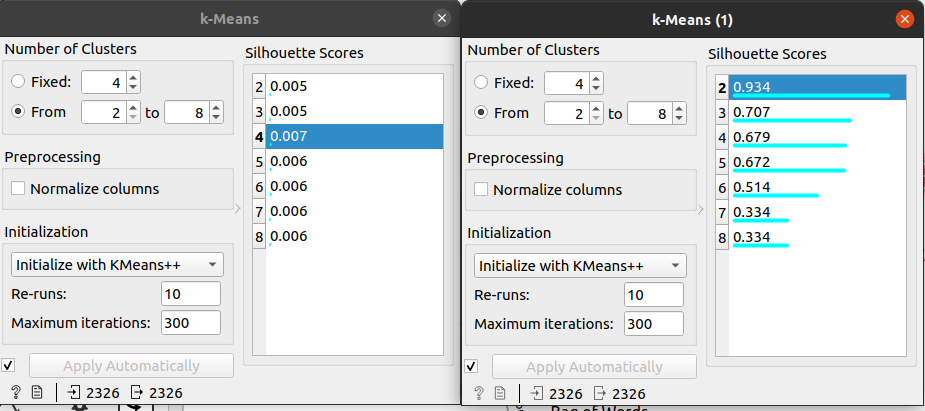 k-Means
Number of Clusters
Fixed: 4
From 2 to 8
Preprocessing
Normalize columns
Initialization
Initialize with KMeans++
Re-runs: 10
Maximum iterations: 300
Apply Automatically
? 2326 2326
Silhouette Scores
2 0.005
3 0.005
4 0.007
5 0.006
6 0.006
7 0.006
8 0.006
k-Means (1)
Number of Clusters
Fixed: 4
From 2 to 8
Preprocessing
Normalize columns
Initialization
Initialize with KMeans++
Re-runs: 10
Maximum iterations: 300
Apply Automatically
? 2326 2326
Silhouette Scores
2 0.934
3 0.707
4 0.679
5 0.672
6 0.514
7 0.334
8 0.334